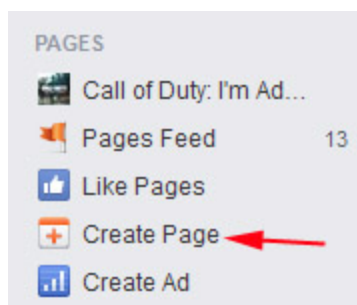 PAGES
Call of Duty: I'm Ad...
Pages Feed 13
Like Pages
Create Page
Create Ad